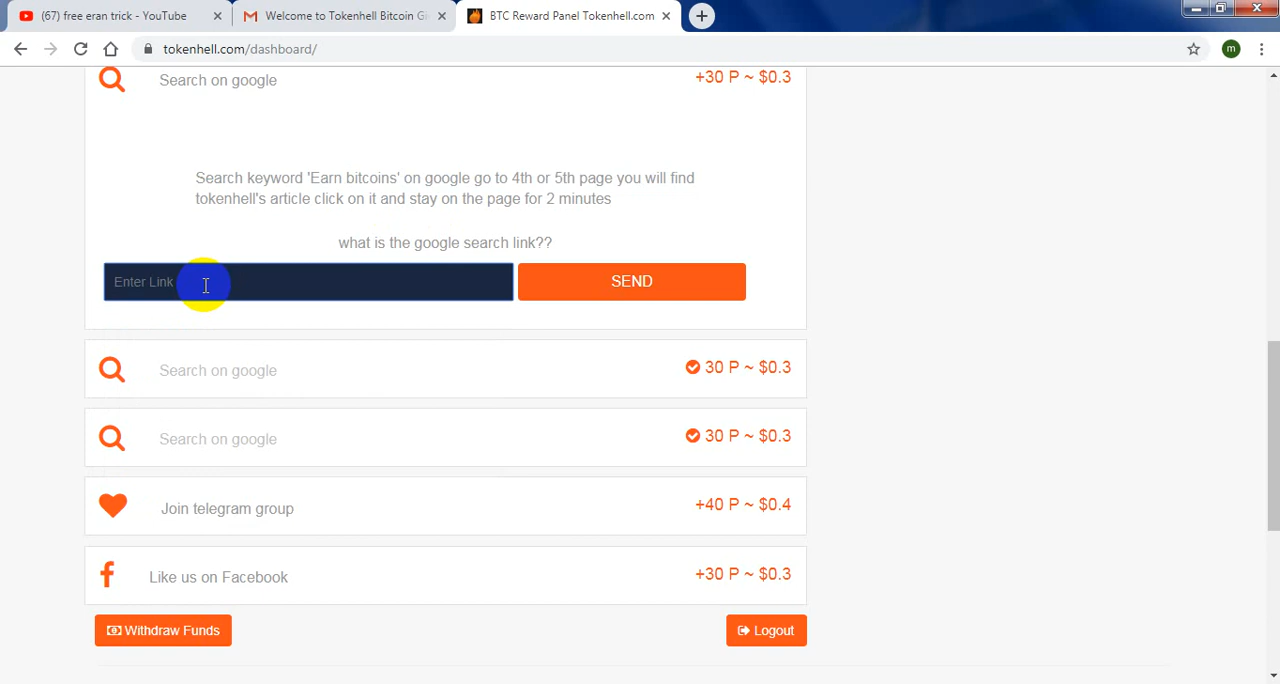 (67) free eran trick - YouTube
Welcome to Tokenhell Bitcoin Gi
BTC Reward Panel Tokenhell.com
tokenhell.com/dashboard/
m
Search on google +30 P ~ $0.3
Search keyword 'Earn bitcoins' on google go to 4th or 5th page you will find
tokenhell's article click on it and stay on the page for 2 minutes
what is the google search link??
Enter Link SEND
Search on google 30 P ~ $0.3
Search on google 30 P ~ $0.3
Join telegram group +40 P ~ $0.4
Like us on Facebook +30 P ~ $0.3
Withdraw Funds Logout